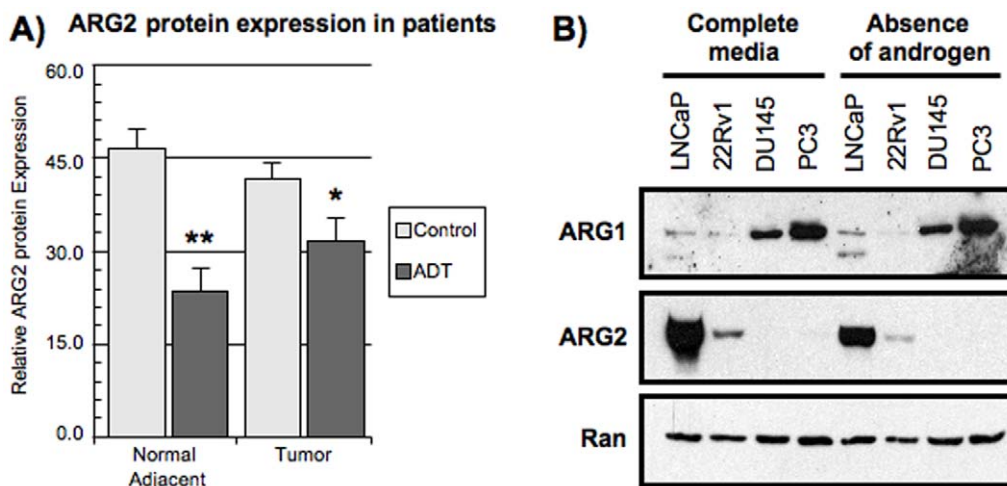 A) ARG2 protein expression in patients
Relative ARG2 protein Expression
60.0
45.0
30.0
15.0
0.0
**
*
Normal
Adjacent
Tumor
Control
ADT
B)
Complete
media
Absence
of androgen
LNCaP
22Rv1
DU145
PC3
LNCaP
22Rv1
DU145
PC3
ARG1
ARG2
Ran